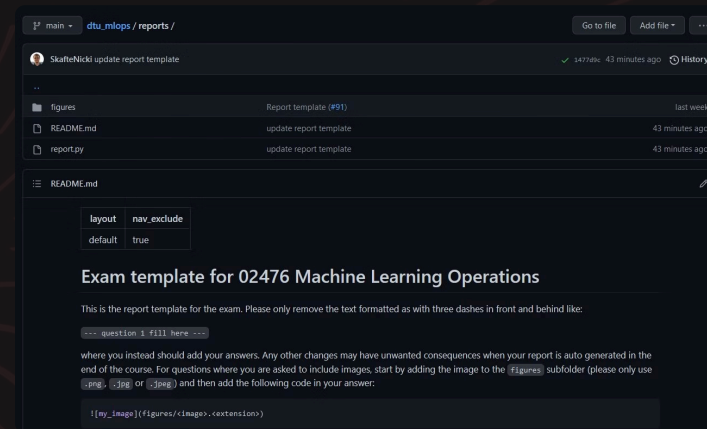 main
dtu_mlops / reports /
Go to file
Add file
...
SkafteNicki update report template
1477d9c 43 minutes ago History
..
figures Report template (#91) last week
README.md update report template 43 minutes ago
report.py update report template 43 minutes ago
README.md
layout nav_exclude
default true
Exam template for 02476 Machine Learning Operations
This is the report template for the exam. Please only remove the text formatted as with three dashes in front and behind like:
--- question 1 fill here ---
where you instead should add your answers. Any other changes may have unwanted consequences when your report is auto generated in the
end of the course. For questions where you are asked to include images, start by adding the image to the figures subfolder (please only use
.png, .jpg or .jpeg) and then add the following code in your answer:
![my_image](figures/<image>.<extension>)